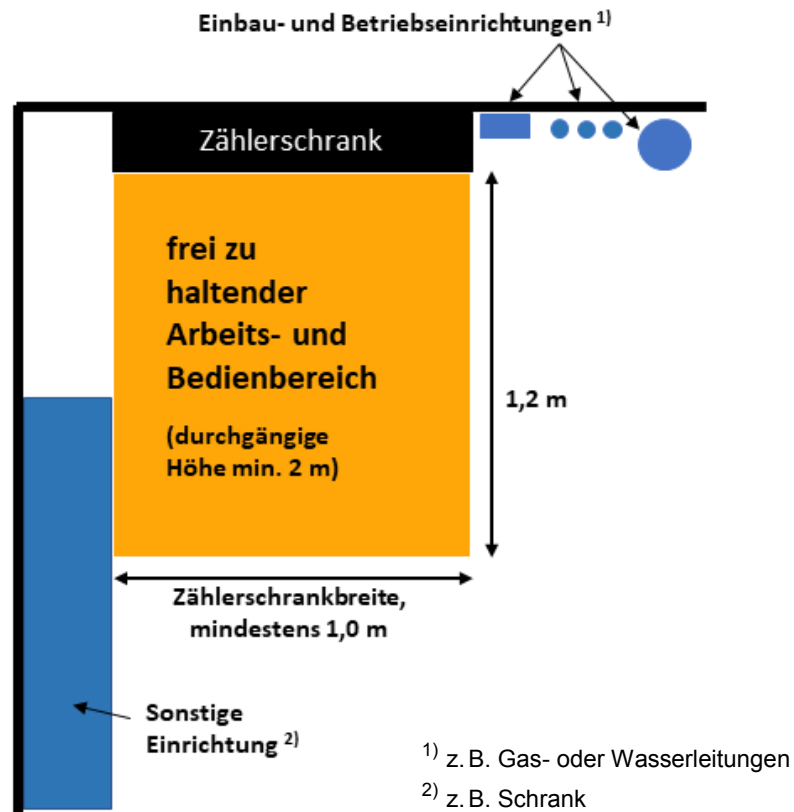 Einbau- und Betriebseinrichtungen 1)
Zählerschrank
frei zu
haltender
Arbeits- und
Bedienbereich
(durchgängige
Höhe min. 2 m)
1,2 m
Zählerschrankbreite,
mindestens 1,0 m
Sonstige
Einrichtung 2)
1) z. B. Gas- oder Wasserleitungen
2) z. B. Schrank